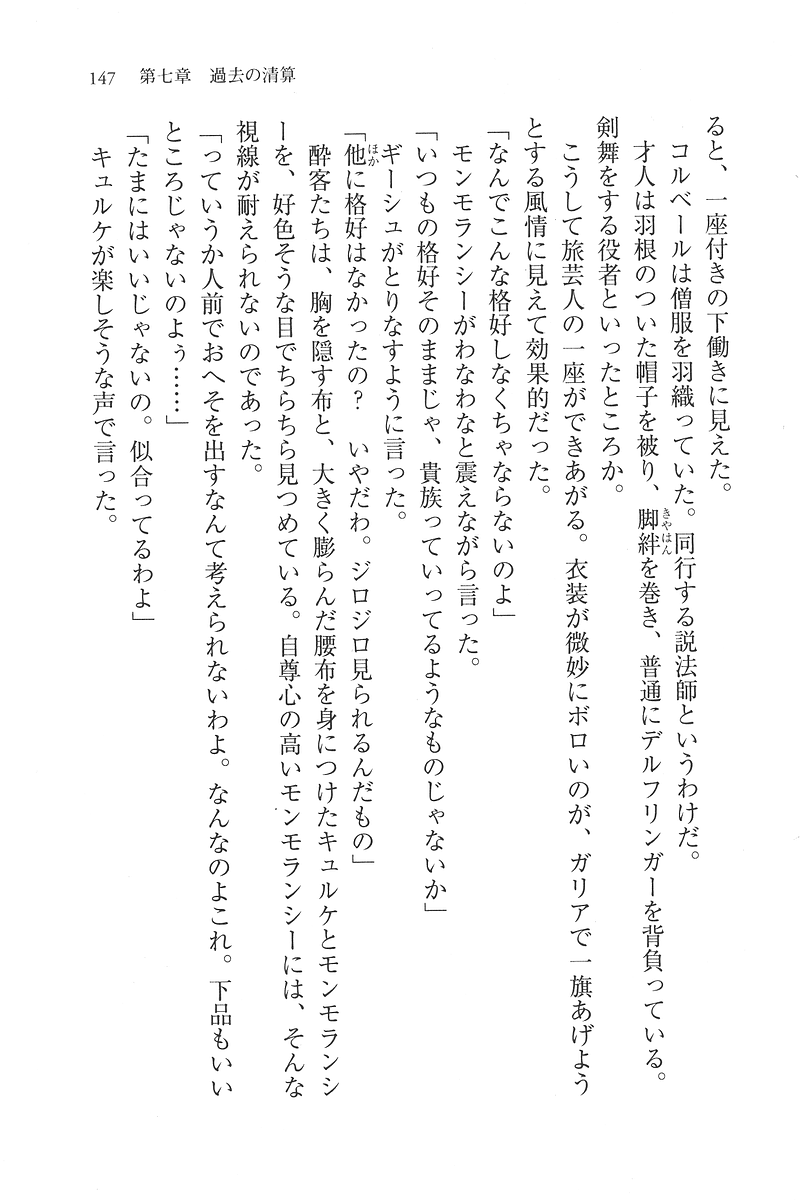 147 第七章 過去の清算
ると、一座付きの下働きに見えた。
コルベールは僧服を羽織っていた。同行する説法師というわけだ。
才人は羽根のついた帽子を被り、脚絆を巻き、普通にデルフリンガーを背負っている。
きやはん
剣舞をする役者といったところか。
こうして旅芸人の一座ができあがる。衣装が微妙にボロいのが、ガリアで一旗あげよう
とする風情に見えて効果的だった。
「なんでこんな格好しなくちゃならないのよ」
モンモランシーがわなわなと震えながら言った。
「いつもの格好そのままじゃ、貴族っていってるようなものじゃないか」
ギーシュがとりなすように言った。
「他に格好はなかったの? いやだわ。ジロジロ見られるんだもの」
ほか
酔客たちは、胸を隠す布と、大きく膨らんだ腰布を身につけたキュルケとモンモランシ
ーを、好色そうな目でちらちら見つめている。自尊心の高いモンモランシーには、そんな
視線が耐えられないのであった。
「っていうか人前でおへそを出すなんて考えられないわよ。なんなのよこれ。下品もいい
ところじゃないのよぅ……」
「たまにはいいじゃないの。似合ってるわよ」
キュルケが楽しそうな声で言った。